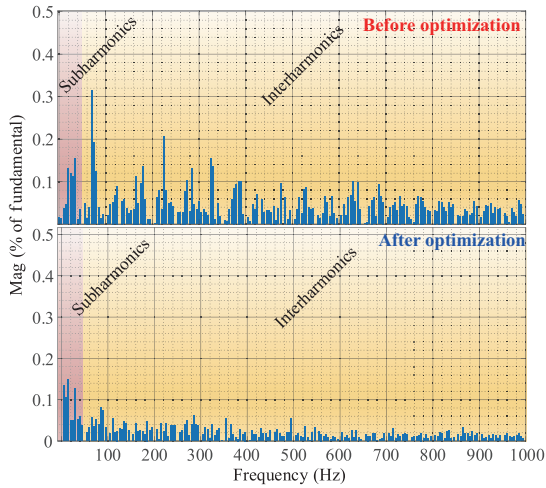 0.5
Before optimization
Subharmonics
Interharmonics
0.4
0.3
0.2
0.1
Mag (% of fundamental)
0.5
After optimization
Subharmonics
Interharmonics
0.4
0.3
0.2
0.1
0
100 200 300 400 500 600 700 800 900 1000
Frequency (Hz)